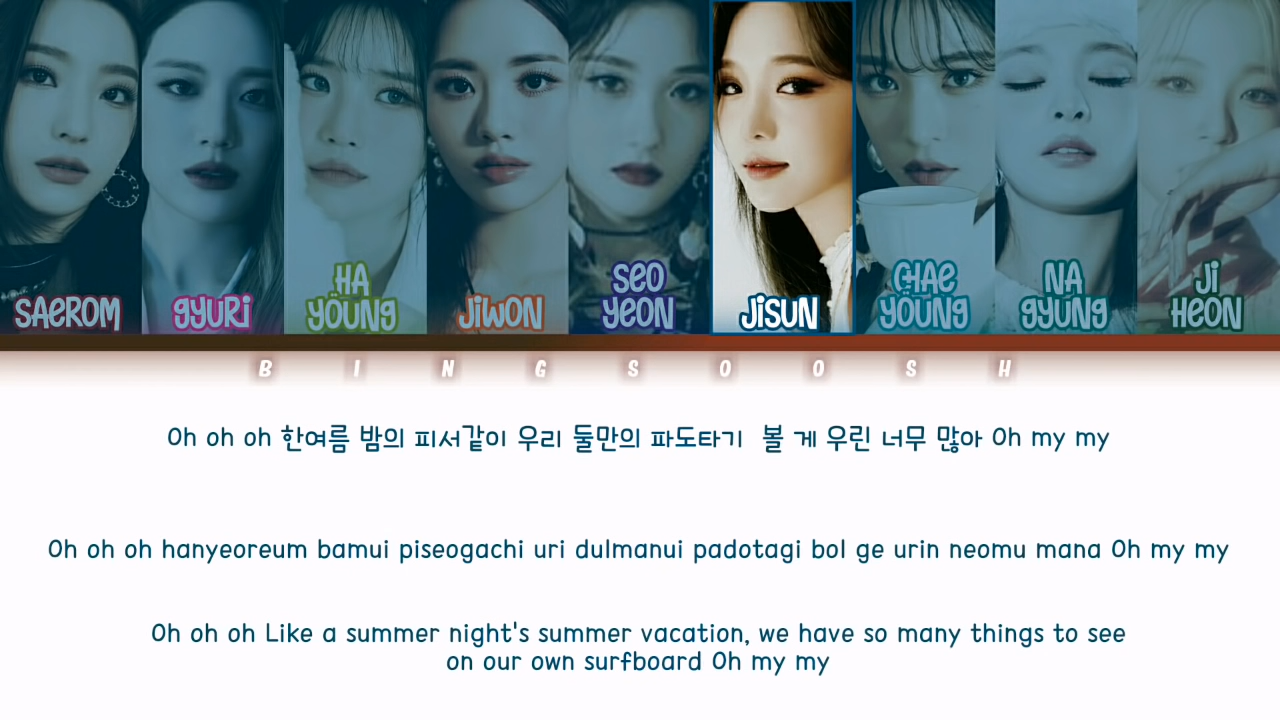 SAEROM
GYURI
HA
YOUNG
JIWON
SEO
YEON
JISUN
CHAE
YOUNG
NA
GYUNG
JI
HEON
B I N G S O O S H
Oh oh oh 한여름 밤의 피서같이 우리 둘만의 파도타기 볼 게 우린 너무 많아 Oh my my
Oh oh oh hanyeoreum bamui piseogachi uri dulmanui padotagi bol ge urin neomu mana Oh my my
Oh oh oh Like a summer night's summer vacation, we have so many things to see
on our own surfboard Oh my my